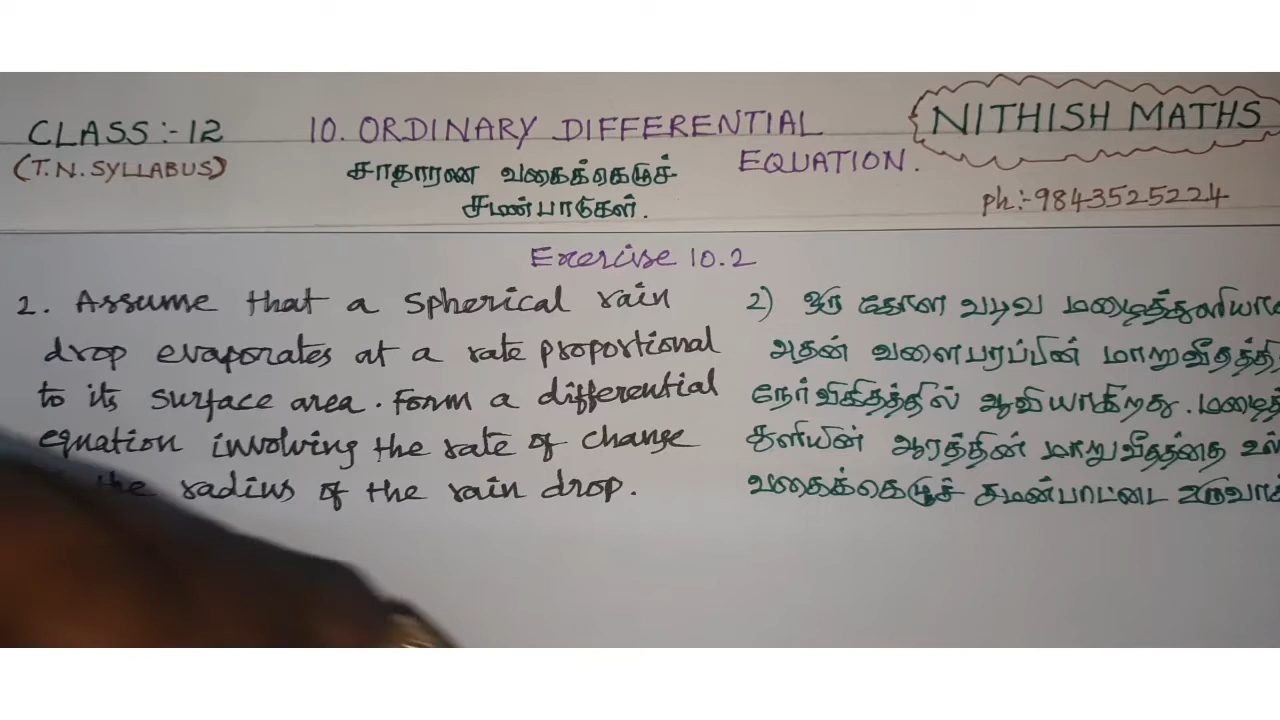 CLASS:-12
(T.N.SYLLABUS)
10. ORDINARY DIFFERENTIAL
EQUATION.
சாதாரண வகைக்கெழுச்
சமன்பாடுகள்.
NITHISH MATHS
ph:-9843525224
Exercise 10.2
2. Assume that a spherical rain
drop evaporates at a rate proportional
to its surface area. Form a differential
equation involving the rate of change
the radius of the rain drop.
2) ஒரு கோள வடிவ
அதன் வளைபரப்பின்
நேர்விகிதத்தில் ஆவியாகிறது. மழைத்
துளியின் ஆரத்தின் மாறுவீதத்தை
வகைக்கெழுச் சமன்பாட்டை